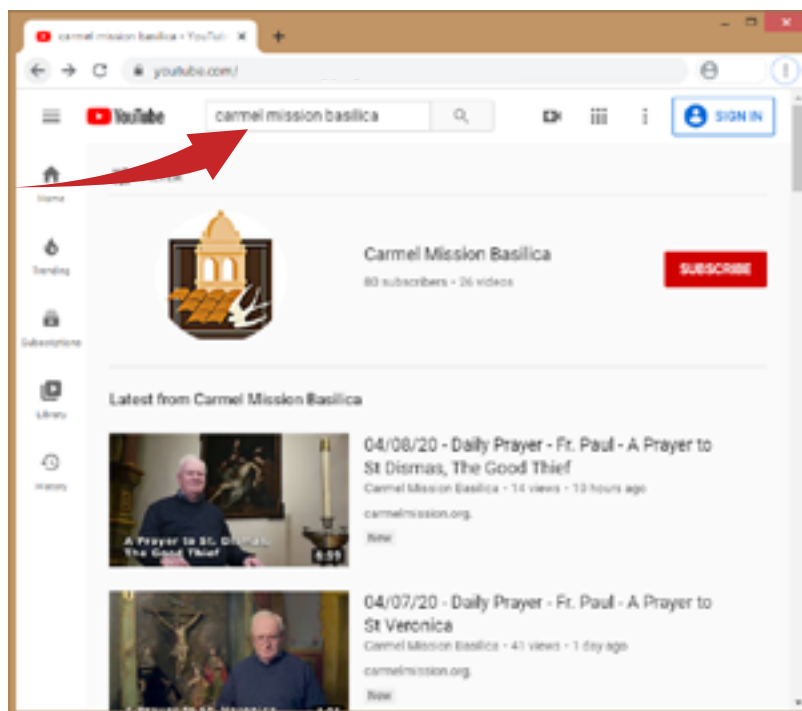 carmel mission basilica - YouTub
youtube.com/
YouTube
carmel mission basilica
SIGN IN
Home
Trending
Subscriptions
Library
History
Carmel Mission Basilica
80 subscribers • 26 videos
SUBSCRIBE
Latest from Carmel Mission Basilica
A Prayer to St. Dismas,
The Good Thief
04/08/20 - Daily Prayer - Fr. Paul - A Prayer to
St Dismas, The Good Thief
Carmel Mission Basilica • 14 views • 13 hours ago
carmelmission.org.
New
04/07/20 - Daily Prayer - Fr. Paul - A Prayer to
St Veronica
Carmel Mission Basilica • 41 views • 1 day ago
carmelmission.org.
New